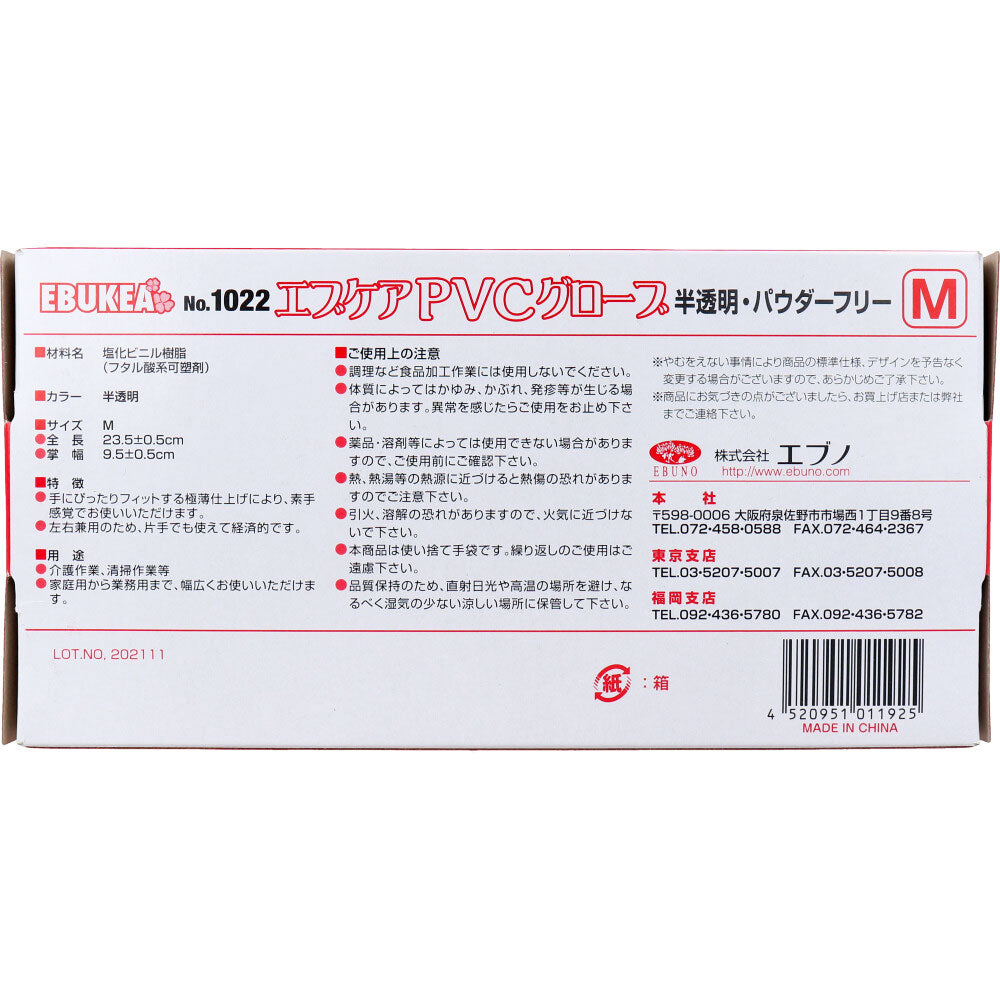 EBUKEA No.1022 エブケアPVCグローブ 半透明・パウダーフリー M
■材料名 塩化ビニル樹脂
(フタル酸系可塑剤)
■カラー 半透明
■サイズ M
●全 長 23.5±0.5cm
●掌 幅 9.5±0.5cm
■特 徴
●手にぴったりフィットする極薄仕上げにより、素手
感覚でお使いいただけます。
●左右兼用のため、片手でも使えて経済的です。
■用 途
●介護作業、清掃作業等
●家庭用から業務用まで、幅広くお使いいただけま
す。
■ご使用上の注意
●調理など食品加工作業には使用しないでください。
●体質によってはかゆみ、かぶれ、発疹等が生じる場
合があります。異常を感じたらご使用をお止め下さ
い。
●薬品・溶剤等によっては使用できない場合がありま
すので、ご使用前にご確認下さい。
●熱、熱湯等の熱源に近づけると熱傷の恐れがありま
すのでご注意下さい。
●引火、溶解の恐れがありますので、火気に近づけな
いで下さい。
●本商品は使い捨て手袋です。繰り返しのご使用はご
遠慮下さい。
●品質保持のため、直射日光や高温の場所を避け、な
るべく湿気の少ない涼しい場所に保管して下さい。
※やむをえない事情により商品の標準仕様、デザインを予告なく
変更する場合がございますので、あらかじめご了承下さい。
※商品にお気づきの点がございましたら、お買上げ店または弊社
までご連絡下さい。
EBUNO 株式会社 エブノ
http://www.ebuno.com/
本 社
〒598-0006 大阪府泉佐野市市場西1丁目9番8号
TEL.072・458・0588 FAX.072・464・2367
東京支店
TEL.03・5207・5007 FAX.03・5207・5008
福岡支店
TEL.092・436・5780 FAX.092・436・5782
LOT.NO, 202111
紙 :箱
4 520951 011925
MADE IN CHINA